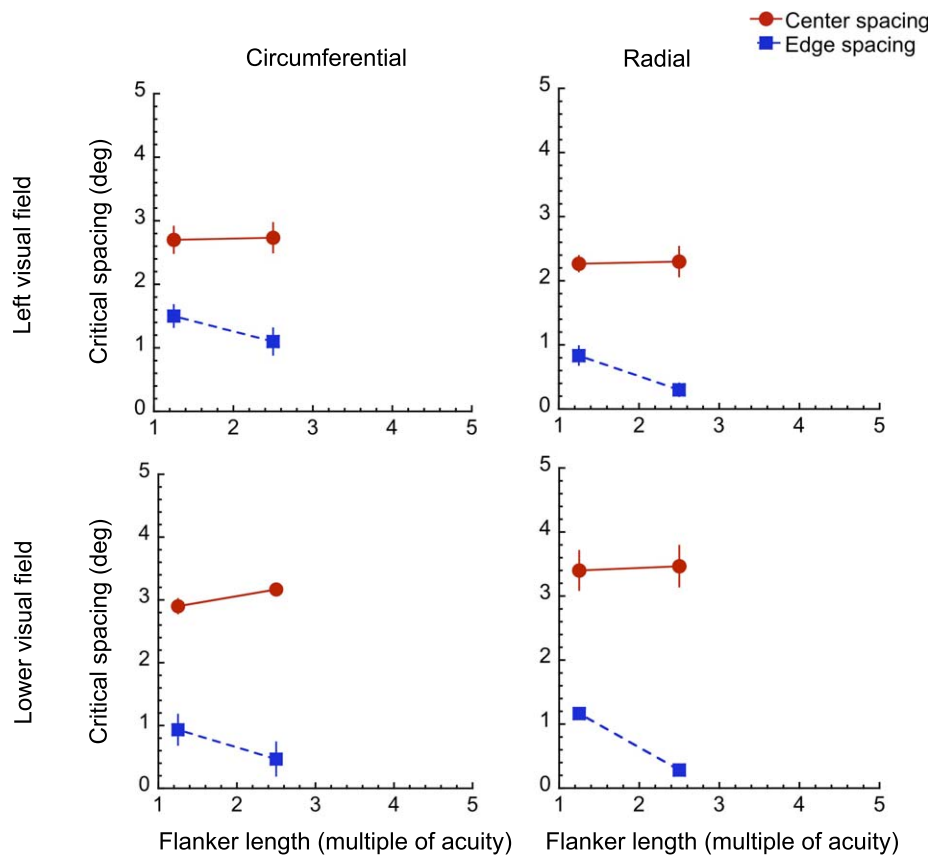 Center spacing
Edge spacing
Circumferential
Radial
Left visual field
Critical spacing (deg)
5
4
3
2
1
0
1 2 3 4 5
5
4
3
2
1
0
1 2 3 4 5
Lower visual field
Critical spacing (deg)
5
4
3
2
1
0
1 2 3 4 5
Flanker length (multiple of acuity)
5
4
3
2
1
0
1 2 3 4 5
Flanker length (multiple of acuity)